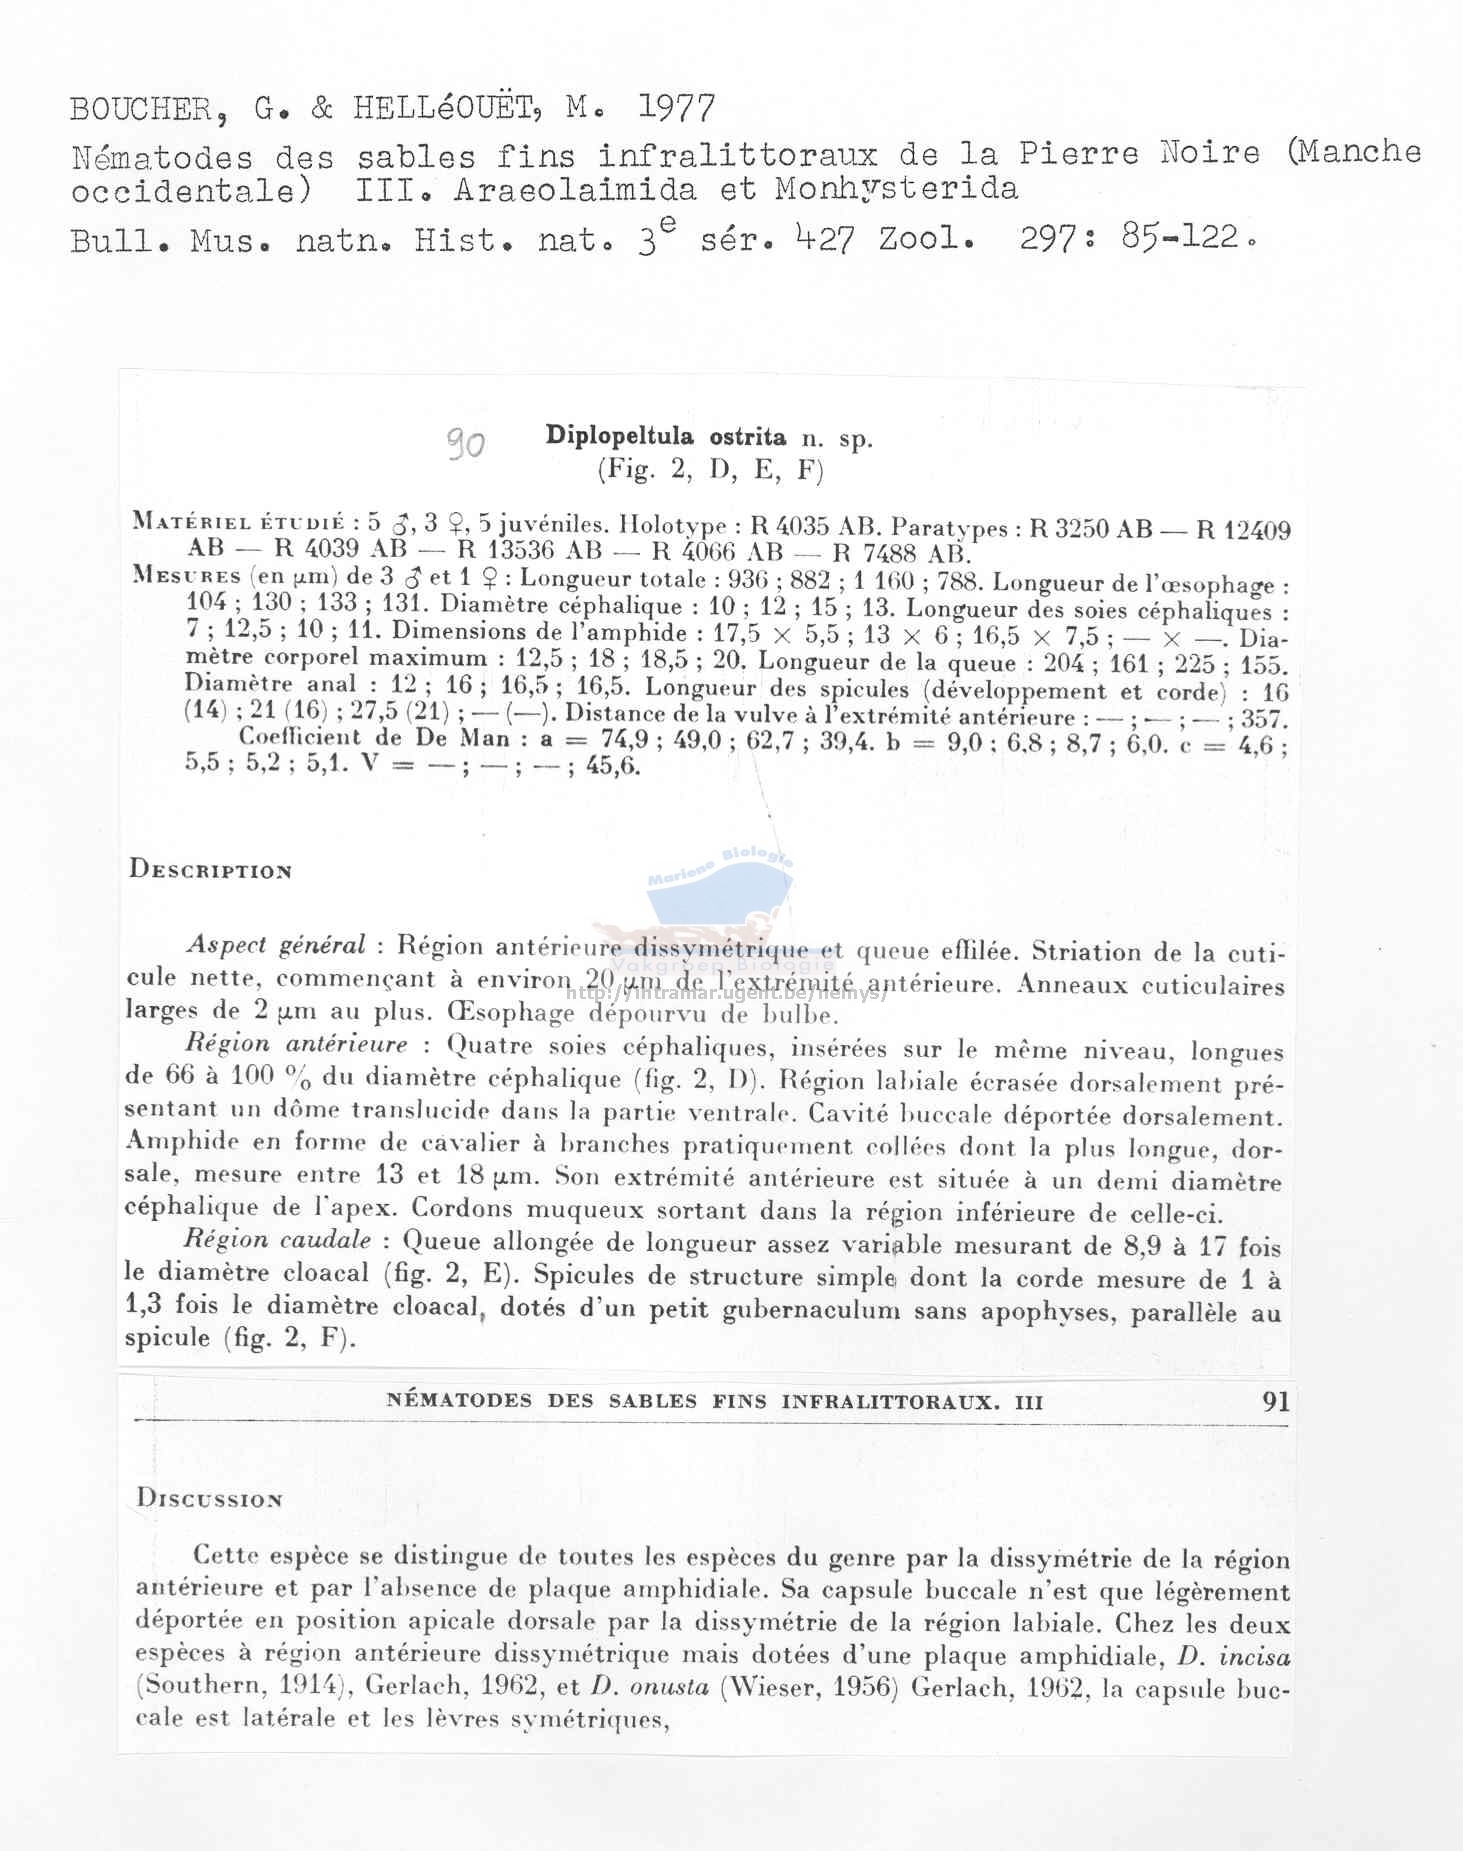 BOUCHER, G. & HELLéOUËT, M. 1977
Nématodes des sables fins infralittoraux de la Pierre Noire (Manche
occidentale) III. Araeolaimida et Monhysterida
Bull. Mus. natn. Hist. nat. 3e sér. 427 Zool. 297: 85-122.
90 Diplopeltula ostrita n. sp.
(Fig. 2, D, E, F)
MATÉRIEL ÉTUDIÉ : 5 ♂, 3 ♀, 5 juvéniles. Holotype : R 4035 AB. Paratypes : R 3250 AB — R 12409
AB — R 4039 AB — R 13536 AB — R 4066 AB — R 7488 AB.
MESURES (en µm) de 3 ♂ et 1 ♀ : Longueur totale : 936 ; 882 ; 1 160 ; 788. Longueur de l'œsophage :
104 ; 130 ; 133 ; 131. Diamètre céphalique : 10 ; 12 ; 15 ; 13. Longueur des soies céphaliques :
7 ; 12,5 ; 10 ; 11. Dimensions de l'amphide : 17,5 × 5,5 ; 13 × 6 ; 16,5 × 7,5 ; — × —. Dia-
mètre corporel maximum : 12,5 ; 18 ; 18,5 ; 20. Longueur de la queue : 204 ; 161 ; 225 ; 155.
Diamètre anal : 12 ; 16 ; 16,5 ; 16,5. Longueur des spicules (développement et corde) : 16
(14) ; 21 (16) ; 27,5 (21) ; — (—). Distance de la vulve à l'extrémité antérieure : — ; — ; — ; 357.
Coefficient de De Man : a = 74,9 ; 49,0 ; 62,7 ; 39,4. b = 9,0 ; 6,8 ; 8,7 ; 6,0. c = 4,6 ;
5,5 ; 5,2 ; 5,1. V = — ; — ; — ; 45,6.
DESCRIPTION
Mariene Biologie
Aspect général : Région antérieure dissymétrique et queue effilée. Striation de la cuti-
Vakgroep Biologie
cule nette, commençant à environ 20 µm de l'extrémité antérieure. Anneaux cuticulaires
http://intramar.ugent.be/nemys/
larges de 2 µm au plus. Œsophage dépourvu de bulbe.
Région antérieure : Quatre soies céphaliques, insérées sur le même niveau, longues
de 66 à 100 % du diamètre céphalique (fig. 2, D). Région labiale écrasée dorsalement pré-
sentant un dôme translucide dans la partie ventrale. Cavité buccale déportée dorsalement.
Amphide en forme de cavalier à branches pratiquement collées dont la plus longue, dor-
sale, mesure entre 13 et 18 µm. Son extrémité antérieure est située à un demi diamètre
céphalique de l'apex. Cordons muqueux sortant dans la région inférieure de celle-ci.
Région caudale : Queue allongée de longueur assez variable mesurant de 8,9 à 17 fois
le diamètre cloacal (fig. 2, E). Spicules de structure simple dont la corde mesure de 1 à
1,3 fois le diamètre cloacal, dotés d'un petit gubernaculum sans apophyses, parallèle au
spicule (fig. 2, F).
NÉMATODES DES SABLES FINS INFRALITTORAUX. III 91
DISCUSSION
Cette espèce se distingue de toutes les espèces du genre par la dissymétrie de la région
antérieure et par l'absence de plaque amphidiale. Sa capsule buccale n'est que légèrement
déportée en position apicale dorsale par la dissymétrie de la région labiale. Chez les deux
espèces à région antérieure dissymétrique mais dotées d'une plaque amphidiale, D. incisa
(Southern, 1914), Gerlach, 1962, et D. onusta (Wieser, 1956) Gerlach, 1962, la capsule buc-
cale est latérale et les lèvres symétriques,